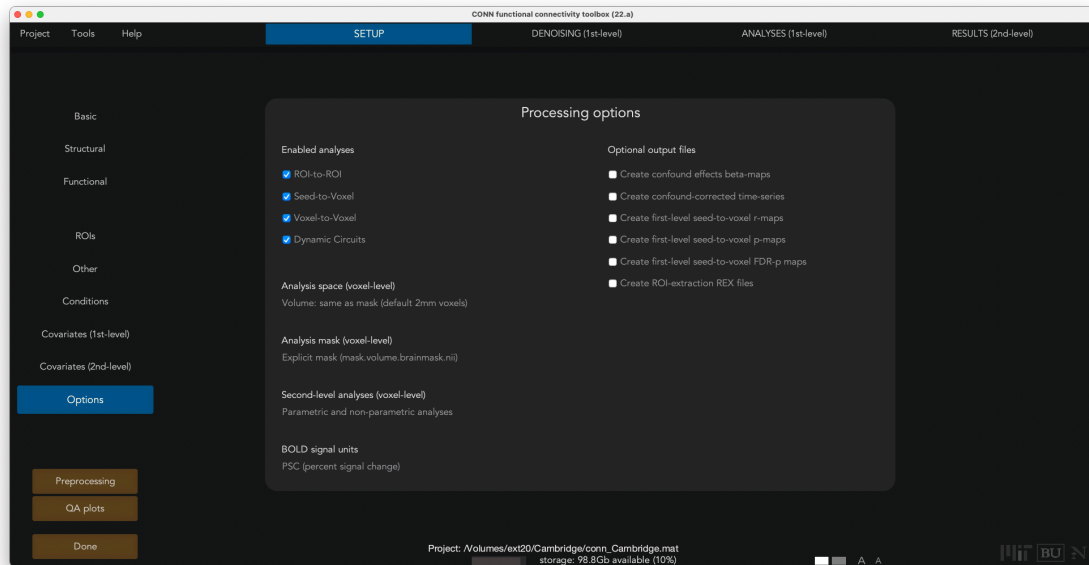 CONN functional connectivity toolbox (22.a)
Project Tools Help SETUP DENOISING (1st-level) ANALYSES (1st-level) RESULTS (2nd-level)
Basic
Structural
Functional
ROIs
Other
Conditions
Covariates (1st-level)
Covariates (2nd-level)
Options
Preprocessing
QA plots
Done
Processing options
Enabled analyses
ROI-to-ROI
Seed-to-Voxel
Voxel-to-Voxel
Dynamic Circuits
Analysis space (voxel-level)
Volume: same as mask (default 2mm voxels)
Analysis mask (voxel-level)
Explicit mask (mask.volume.brainmask.nii)
Second-level analyses (voxel-level)
Parametric and non-parametric analyses
BOLD signal units
PSC (percent signal change)
Optional output files
Create confound effects beta-maps
Create confound-corrected time-series
Create first-level seed-to-voxel r-maps
Create first-level seed-to-voxel p-maps
Create first-level seed-to-voxel FDR-p maps
Create ROI-extraction REX files
Project: /Volumes/ext20/Cambridge/conn_Cambridge.mat
storage: 98.8Gb available (10%)
A A
MIT BU N